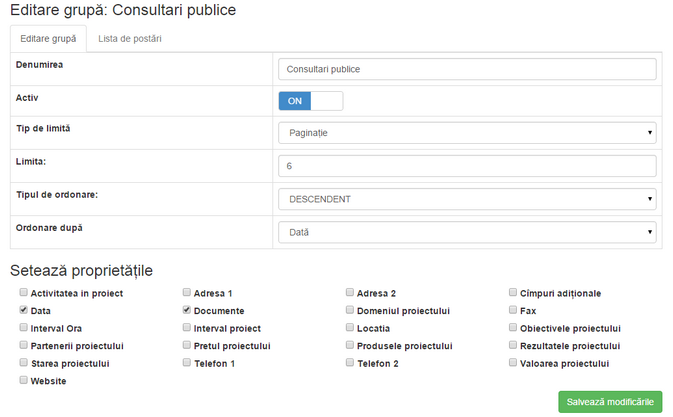 Editare grupă: Consultari publice
Editare grupă Lista de postări
Denumirea Consultari publice
Activ ON
Tip de limită Paginație
Limita: 6
Tipul de ordonare: DESCENDENT
Ordonare după Dată
Setează proprietățile
Activitatea in proiect Adresa 1 Adresa 2 Cîmpuri adiționale
Data Documente Domeniul proiectului Fax
Interval Ora Interval proiect Locatia Obiectivele proiectului
Partenerii proiectului Pretul proiectului Produsele proiectului Rezultatele proiectului
Starea proiectului Telefon 1 Telefon 2 Valoarea proiectului
Website
Salvează modificările